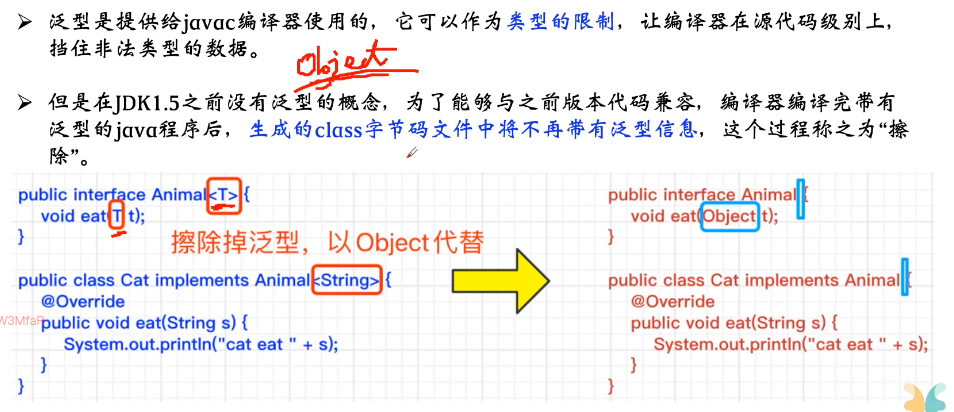 ➤ 泛型是提供给javac编译器使用的，它可以作为类型的限制，让编译器在源代码级别上，
挡住非法类型的数据。
Object
➤ 但是在JDK1.5之前没有泛型的概念，为了能够与之前版本代码兼容，编译器编译完带有
泛型的java程序后，生成的class字节码文件中将不再带有泛型信息，这个过程称之为“擦
除”。
public interface Animal<T> {
void eat(T t);
}
擦除掉泛型，以Object代替
public class Cat implements Animal<String> {
@Override
public void eat(String s) {
System.out.println("cat eat " + s);
}
}
public interface Animal {
void eat(Object t);
}
public class Cat implements Animal {
@Override
public void eat(String s) {
System.out.println("cat eat " + s);
}
}